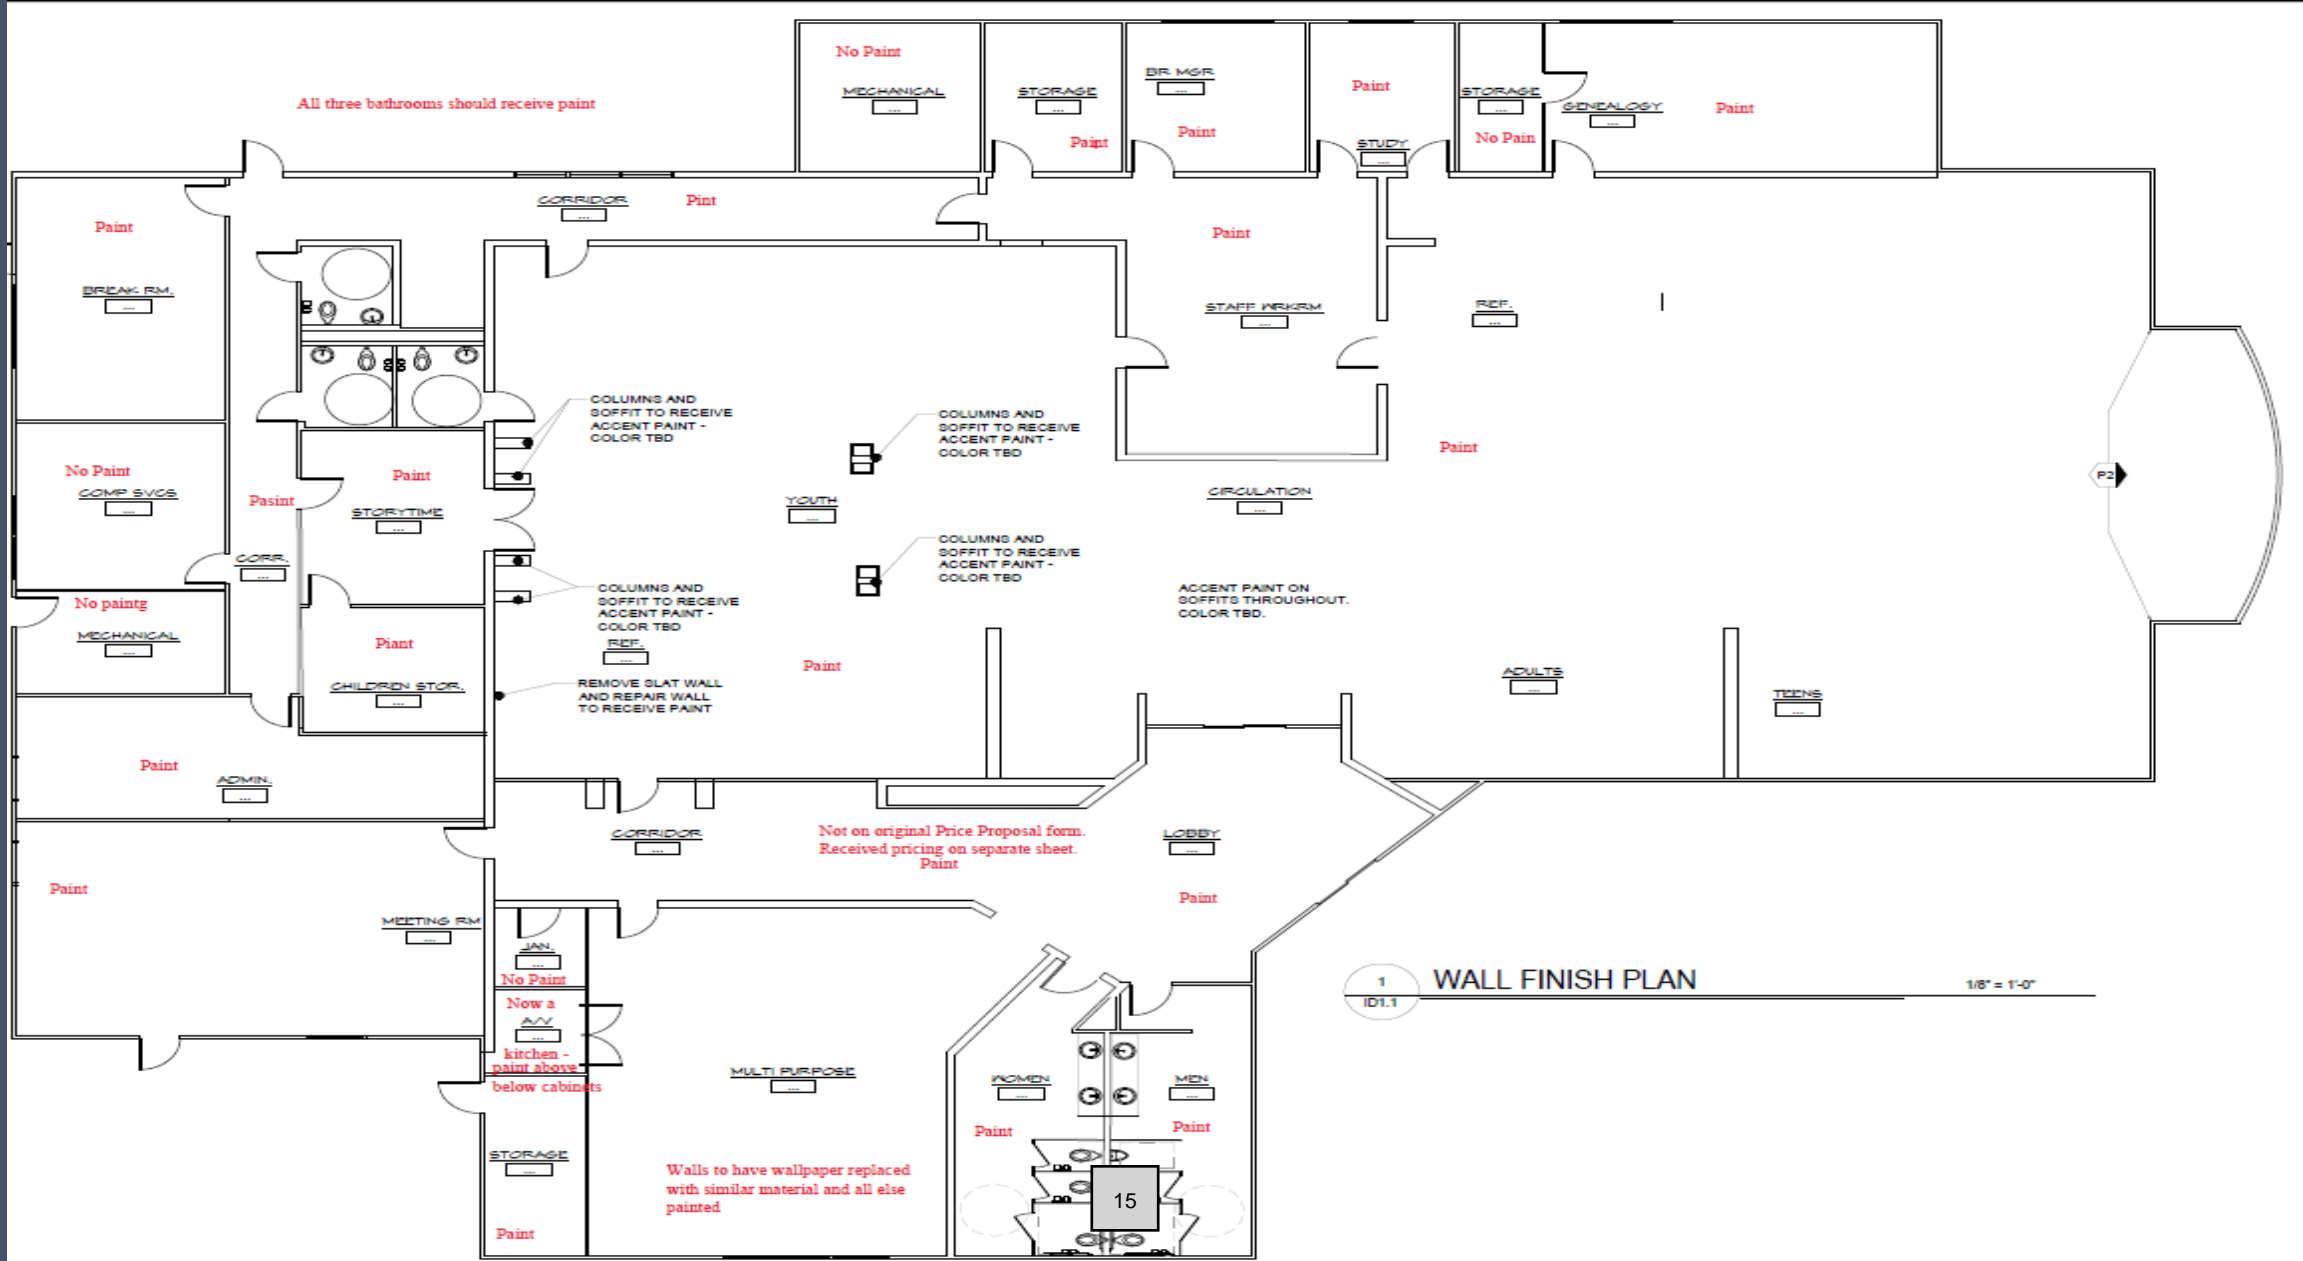 No Paint
MECHANICAL
...
STORAGE
...
Paint
BR MGR
...
Paint
Paint
STUDY
...
STORAGE
...
No Pain
GENEALOGY
...
Paint
All three bathrooms should receive paint
CORRIDOR
...
Pint
Paint
BREAK RM.
...
Paint
STAFF WRKRM
...
REF.
...
COLUMNS AND
SOFFIT TO RECEIVE
ACCENT PAINT -
COLOR TBD
COLUMNS AND
SOFFIT TO RECEIVE
ACCENT PAINT -
COLOR TBD
Paint
No Paint
COMP SVCS
...
Pasint
Paint
STORYTIME
...
YOUTH
...
CIRCULATION
...
P2
CORR.
...
COLUMNS AND
SOFFIT TO RECEIVE
ACCENT PAINT -
COLOR TBD
COLUMNS AND
SOFFIT TO RECEIVE
ACCENT PAINT -
COLOR TBD
ACCENT PAINT ON
SOFFITS THROUGHOUT.
COLOR TBD.
No paintg
MECHANICAL
...
Piant
CHILDREN STOR.
...
REF.
...
Paint
REMOVE SLAT WALL
AND REPAIR WALL
TO RECEIVE PAINT
ADULTS
...
TEENS
...
Paint
ADMIN.
...
CORRIDOR
...
Not on original Price Proposal form.
Received pricing on separate sheet.
Paint
LOBBY
...
Paint
Paint
MEETING RM
...
JAN.
...
No Paint
Now a
A/V
...
kitchen -
paint above
below cabinets
MULTI PURPOSE
...
WOMEN
...
Paint
MEN
...
Paint
STORAGE
...
Paint
Walls to have wallpaper replaced
with similar material and all else
painted
15
1
ID1.1
WALL FINISH PLAN
1/8" = 1'-0"